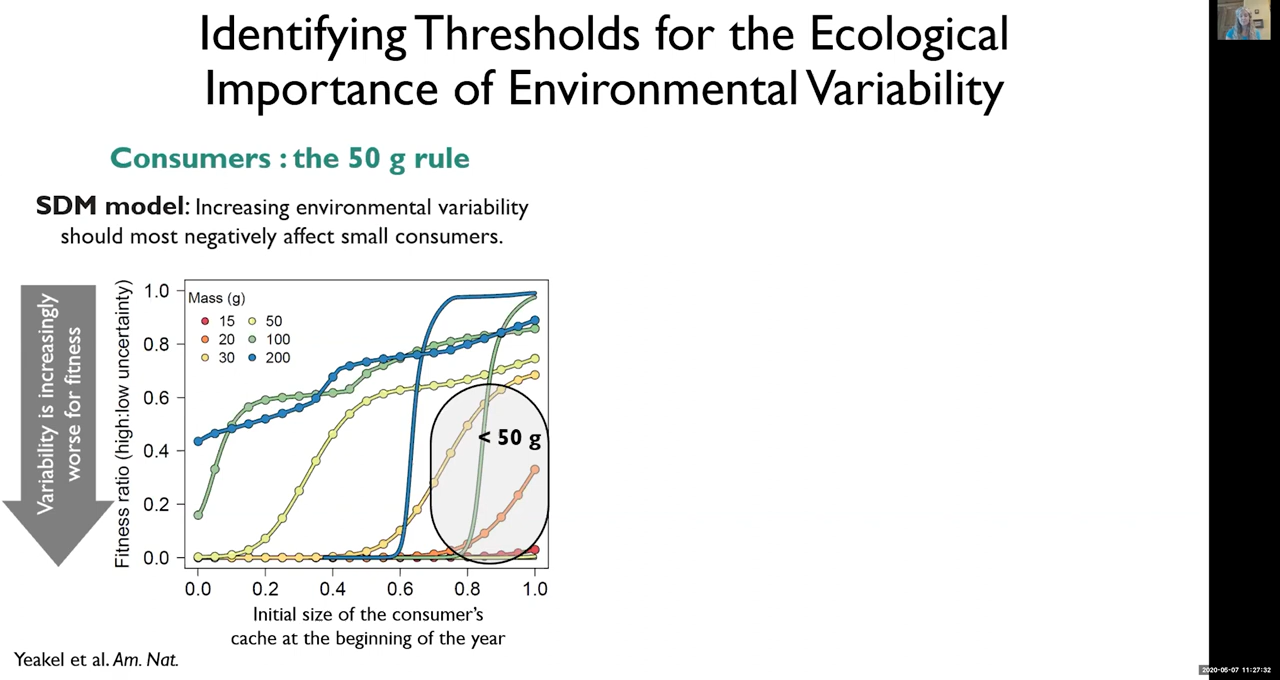 Identifying Thresholds for the Ecological
Importance of Environmental Variability
Consumers : the 50 g rule
SDM model: Increasing environmental variability
should most negatively affect small consumers.
Variability is increasingly
worse for fitness
Fitness ratio (high:low uncertainty)
1.0
0.8
0.6
0.4
0.2
0.0
Mass (g)
15 50
20 100
30 200
< 50 g
0.0 0.2 0.4 0.6 0.8 1.0
Initial size of the consumer's
cache at the beginning of the year
Yeakel et al. Am. Nat.
2020-05-07 11:27:32